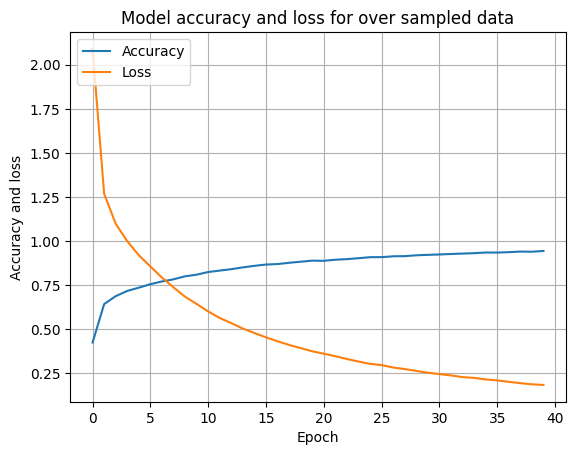 Model accuracy and loss for over sampled data
Accuracy
Loss
Accuracy and loss
2.00
1.75
1.50
1.25
1.00
0.75
0.50
0.25
0 5 10 15 20 25 30 35 40
Epoch